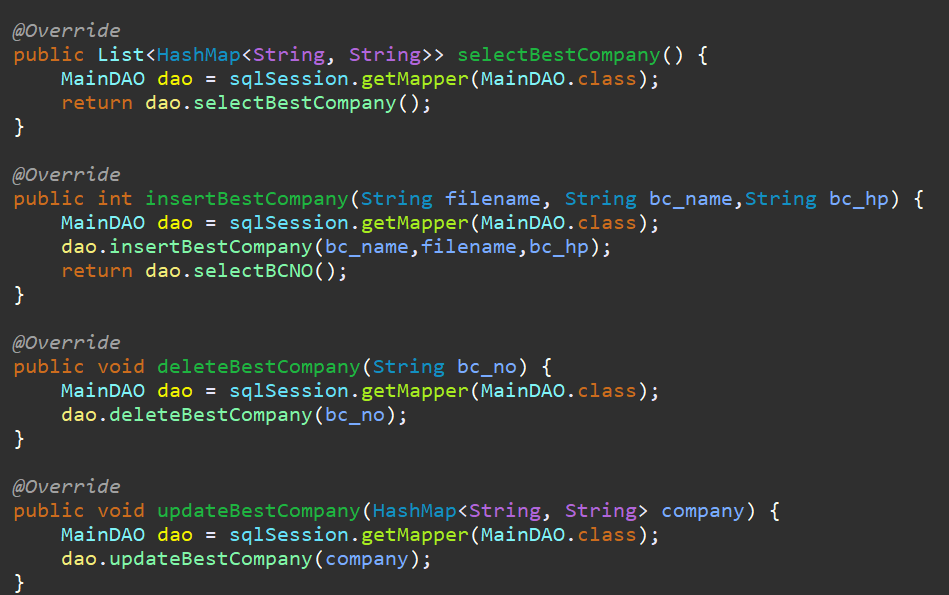 @Override
public List<HashMap<String, String>> selectBestCompany() {
    MainDAO dao = sqlSession.getMapper(MainDAO.class);
    return dao.selectBestCompany();
}

@Override
public int insertBestCompany(String filename, String bc_name,String bc_hp) {
    MainDAO dao = sqlSession.getMapper(MainDAO.class);
    dao.insertBestCompany(bc_name,filename,bc_hp);
    return dao.selectBCNO();
}

@Override
public void deleteBestCompany(String bc_no) {
    MainDAO dao = sqlSession.getMapper(MainDAO.class);
    dao.deleteBestCompany(bc_no);
}

@Override
public void updateBestCompany(HashMap<String, String> company) {
    MainDAO dao = sqlSession.getMapper(MainDAO.class);
    dao.updateBestCompany(company);
}